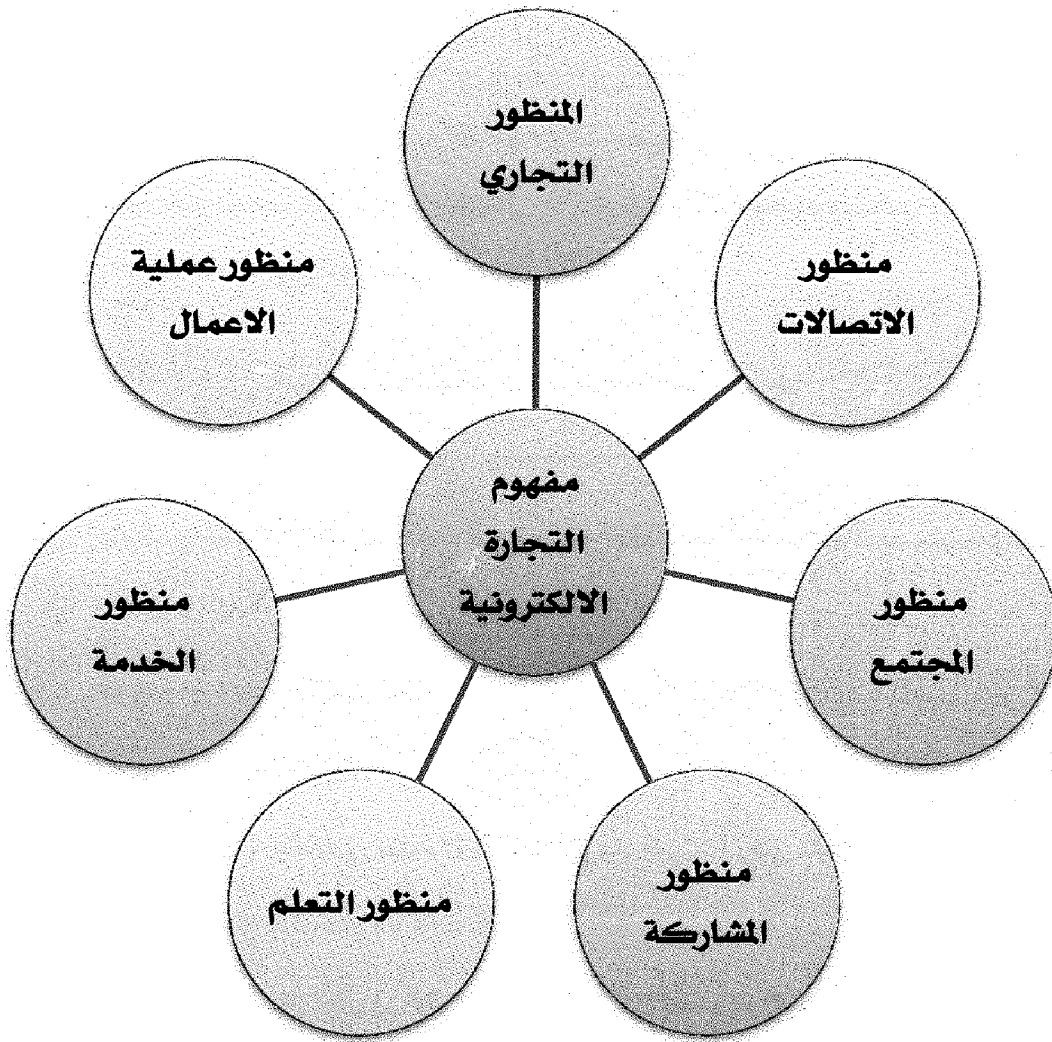 المنظور
التجاري
منظور
الاتصالات
منظور
المجتمع
منظور
المشاركة
منظور التعلم
منظور
الخدمة
منظور عملية
الاعمال
مفهوم
التجارة
الالكترونية